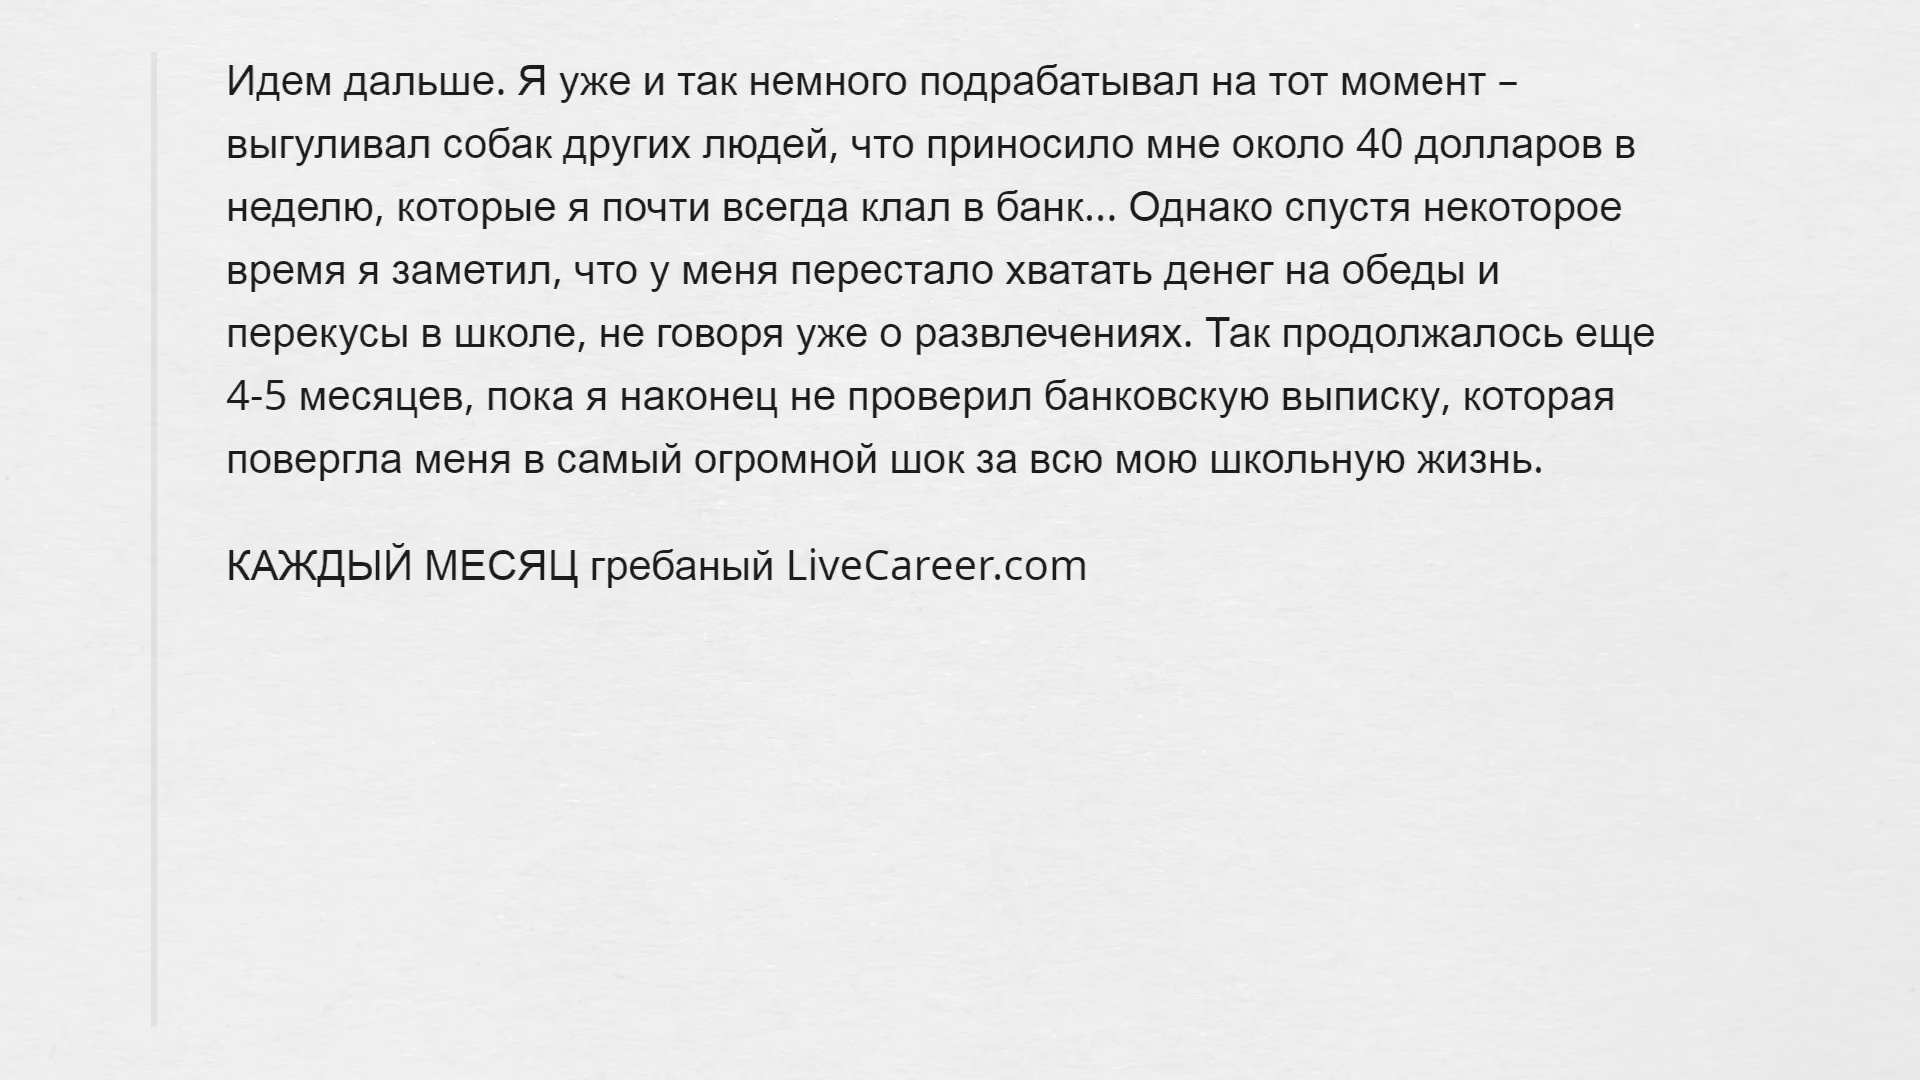 Идем дальше. Я уже и так немного подрабатывал на тот момент –
выгуливал собак других людей, что приносило мне около 40 долларов в
неделю, которые я почти всегда клал в банк... Однако спустя некоторое
время я заметил, что у меня перестало хватать денег на обеды и
перекусы в школе, не говоря уже о развлечениях. Так продолжалось еще
4-5 месяцев, пока я наконец не проверил банковскую выписку, которая
повергла меня в самый огромной шок за всю мою школьную жизнь.
КАЖДЫЙ МЕСЯЦ гребаный LiveCareer.com